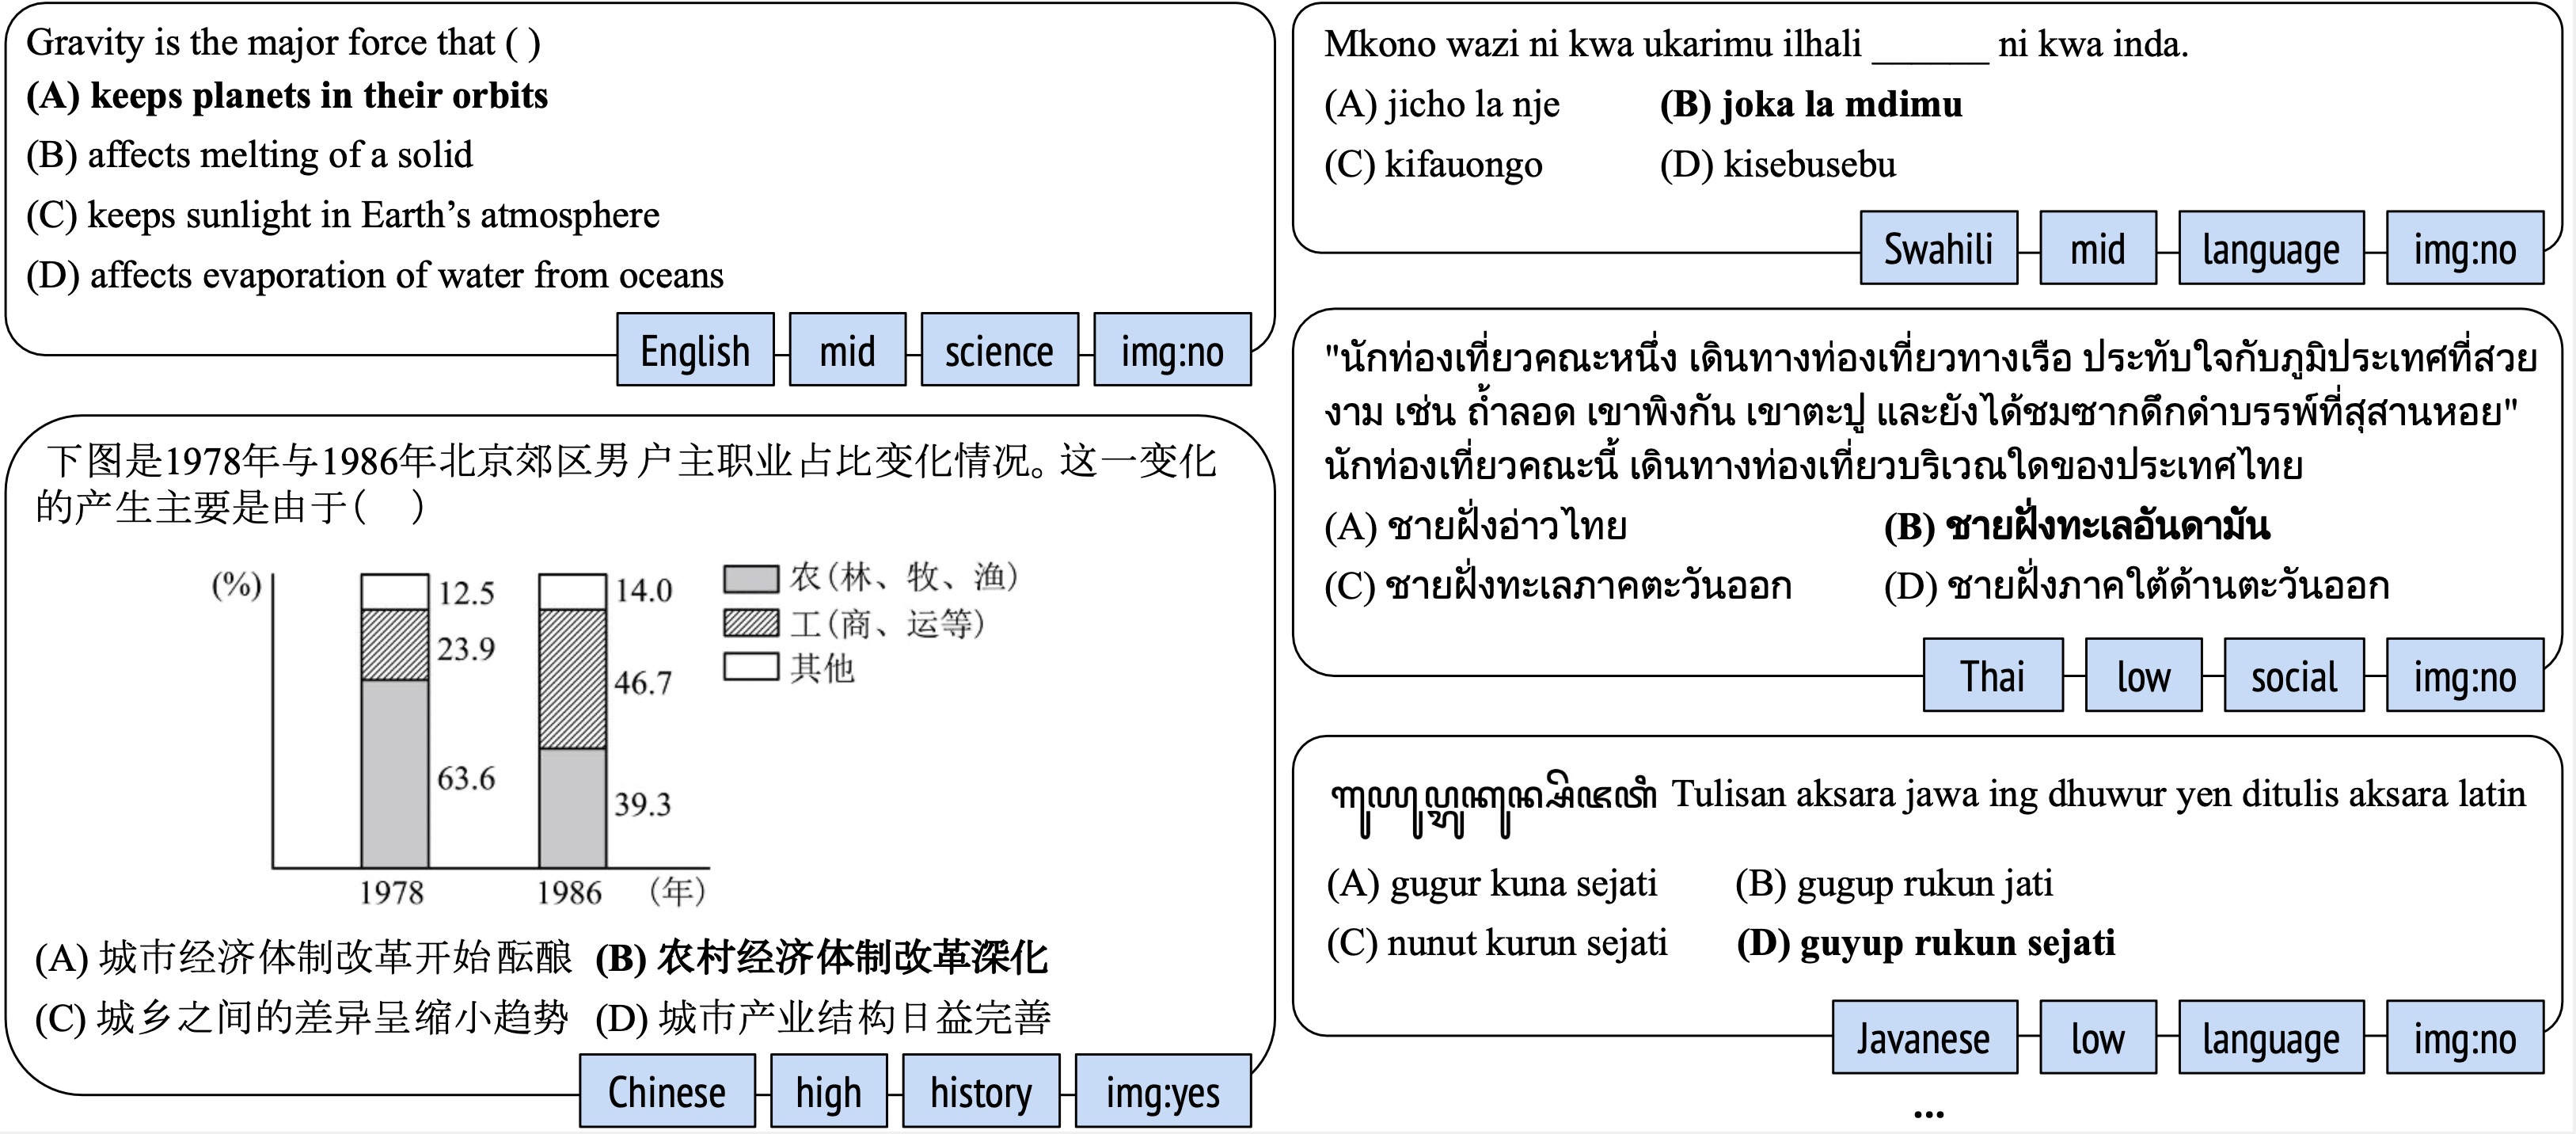 Gravity is the major force that ( )
(A) keeps planets in their orbits
(B) affects melting of a solid
(C) keeps sunlight in Earth’s atmosphere
(D) affects evaporation of water from oceans
English mid science img:no
下图是1978年与1986年北京郊区男户主职业占比变化情况。这一变化
的产生主要是由于( )
(%)
12.5
23.9
63.6
14.0
46.7
39.3
农(林、牧、渔)
工(商、运等)
其他
1978 1986 (年)
(A) 城市经济体制改革开始酝酿 (B) 农村经济体制改革深化
(C) 城乡之间的差异呈缩小趋势 (D) 城市产业结构日益完善
Chinese high history img:yes
Mkono wazi ni kwa ukarimu ilhali ______ ni kwa inda.
(A) jicho la nje (B) joka la mdimu
(C) kifauongo (D) kisebusebu
Swahili mid language img:no
"นักท่องเที่ยวคณะหนึ่ง เดินทางท่องเที่ยวทางเรือ ประทับใจกับภูมิประเทศที่สวย
งาม เช่น ถ้ำลอด เขาพิงกัน เขาตะปู และยังได้ชมซากดึกดำบรรพ์ที่สุสานหอย"
นักท่องเที่ยวคณะนี้ เดินทางท่องเที่ยวบริเวณใดของประเทศไทย
(A) ชายฝั่งอ่าวไทย (B) ชายฝั่งทะเลอันดามัน
(C) ชายฝั่งทะเลภาคตะวันออก (D) ชายฝั่งภาคใต้ด้านตะวันออก
Thai low social img:no
Tulisan aksara jawa ing dhuwur yen ditulis aksara latin
(A) gugur kuna sejati (B) gugup rukun jati
(C) nunut kurun sejati (D) guyup rukun sejati
Javanese low language img:no
...